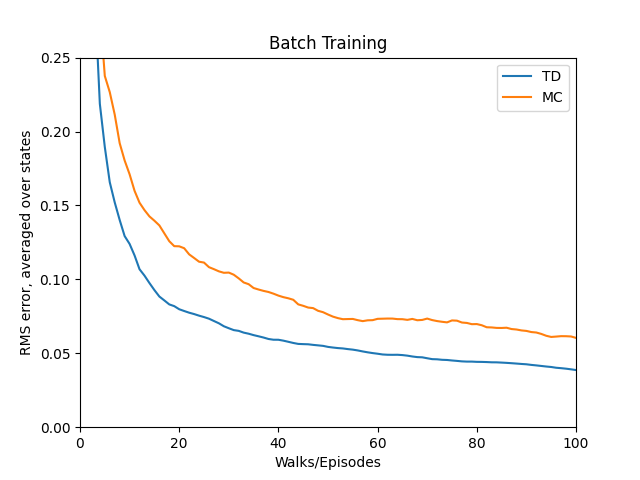 Batch Training
RMS error, averaged over states
0.25
0.20
0.15
0.10
0.05
0.00
TD
MC
0
20
40
60
80
100
Walks/Episodes